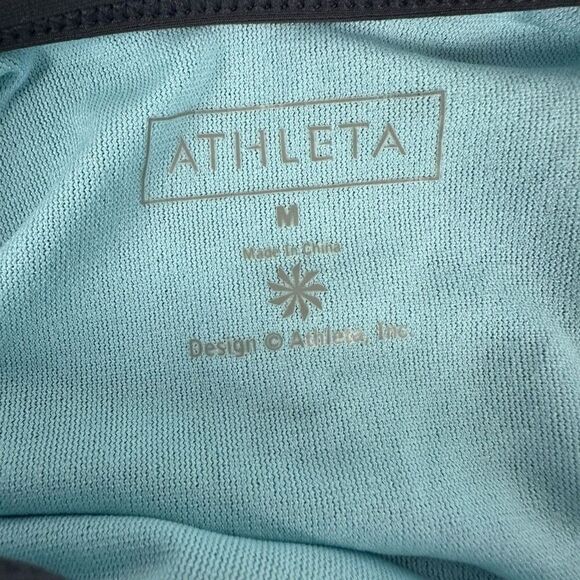 ATHLETA
M
Made In China
Design © Athleta, Inc.